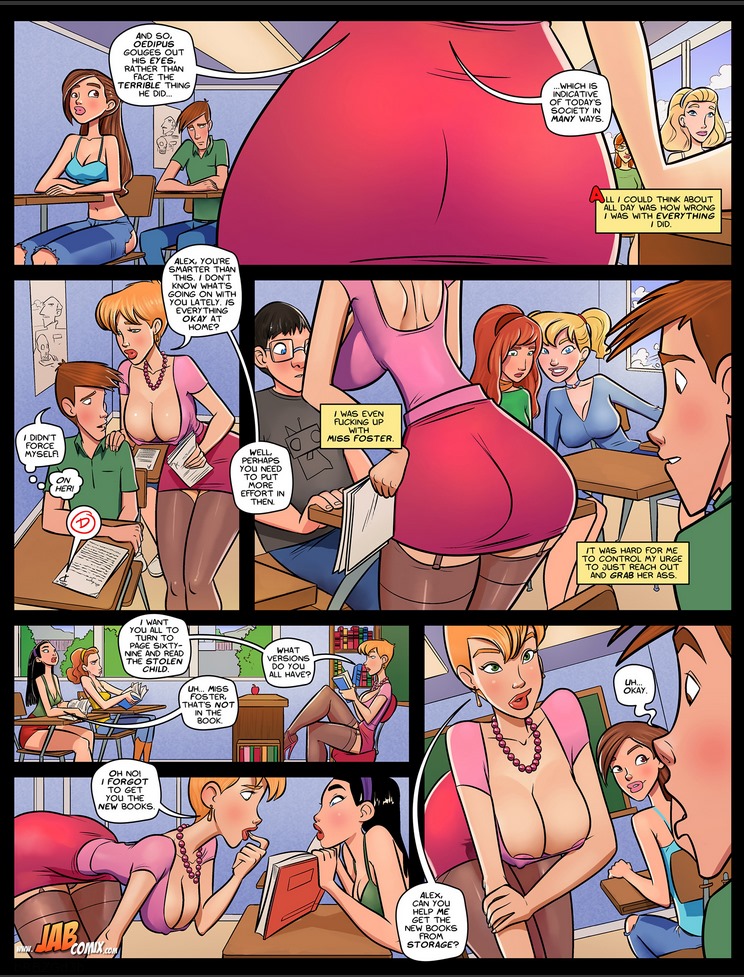 AND SO,
OEDIPUS
GOUGES OUT
HIS EYES,
RATHER THAN
FACE THE
TERRIBLE THING
HE DID...
...WHICH IS
INDICATIVE
OF TODAY'S
SOCIETY IN
MANY WAYS.
ALL I COULD THINK ABOUT
ALL DAY WAS HOW WRONG
I WAS WITH EVERYTHING
I DID.
ALEX, YOU'RE
SMARTER THAN
THIS. I DON'T
KNOW WHAT'S
GOING ON WITH
YOU LATELY. IS
EVERYTHING
OKAY AT
HOME?
I DIDN'T
FORCE
MYSELF
ON
HER!
D
WELL,
PERHAPS
YOU NEED
TO PUT
MORE
EFFORT IN
THEN.
I WAS EVEN
FUCKING UP
WITH
MISS FOSTER.
IT WAS HARD FOR ME
TO CONTROL MY URGE
TO JUST REACH OUT
AND GRAB HER ASS.
I WANT
YOU ALL TO
TURN TO
PAGE SIXTY-
NINE AND READ
THE STOLEN
CHILD.
WHAT
VERSIONS DO
YOU ALL
HAVE?
UH... MISS
FOSTER,
THAT'S NOT
IN THE
BOOK.
OH NO!
I FORGOT
TO GET
YOU THE
NEW BOOKS.
UH...
OKAY.
ALEX,
CAN YOU
HELP ME
GET THE
NEW BOOKS
FROM
STORAGE?
WWW.JABCOMIX.COM